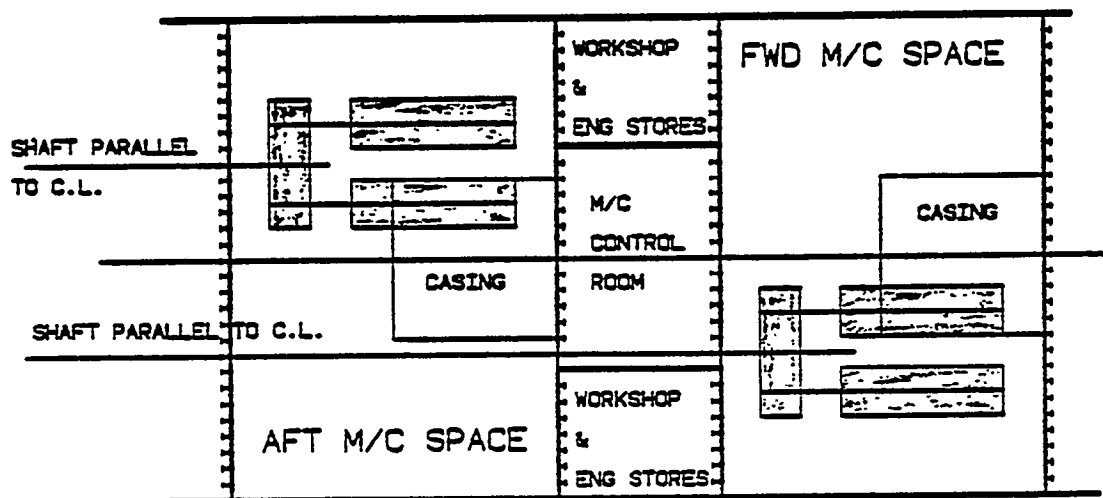 WORKSHOP
&
ENG STORES
FWD M/C SPACE
SHAFT PARALLEL
TO C.L.
M/C
CONTROL
ROOM
CASING
CASING
SHAFT PARALLEL TO C.L.
AFT M/C SPACE
WORKSHOP
&
ENG STORES